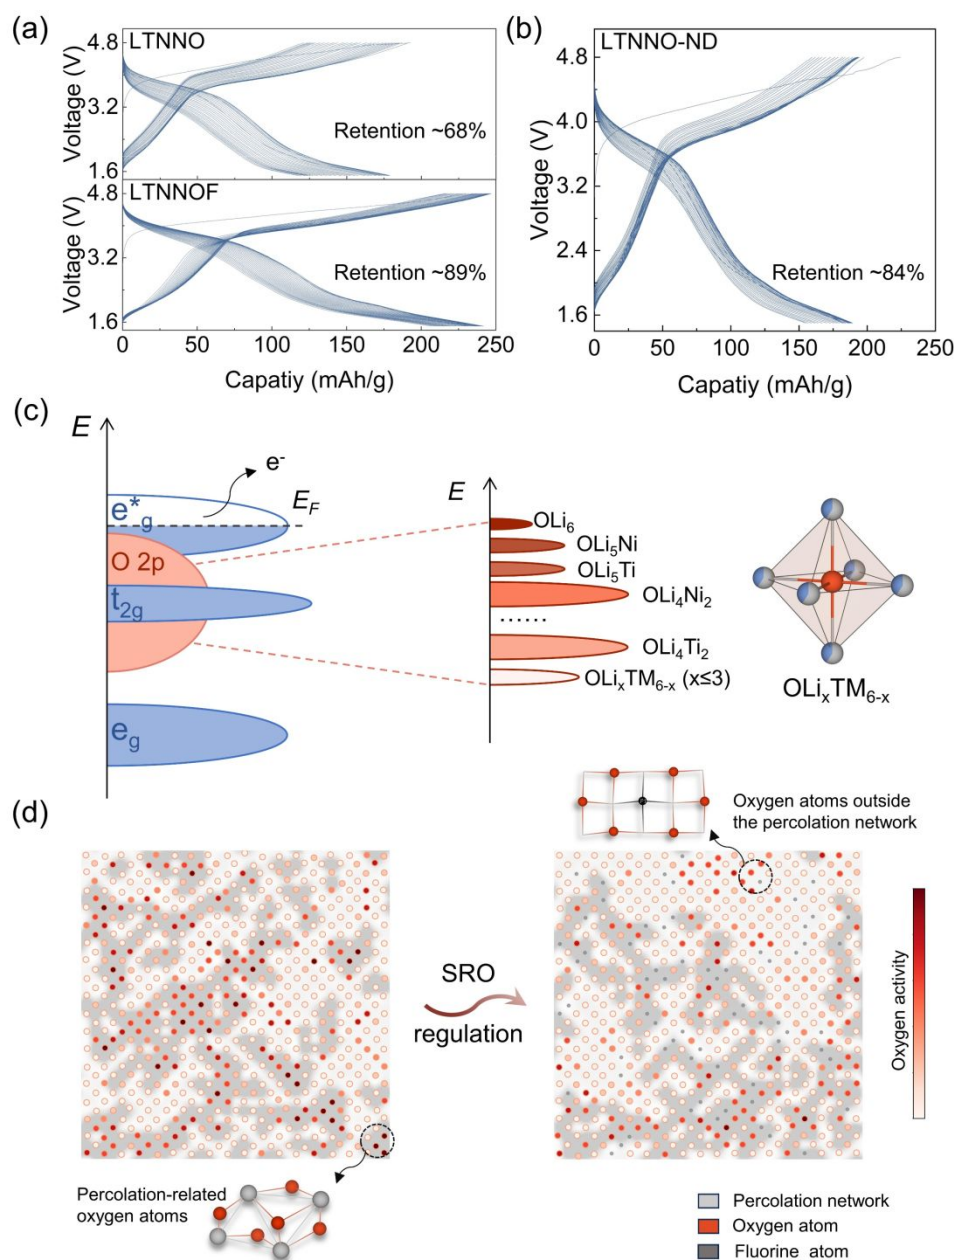 (a)
LTNNO
4.8
3.2
1.6
Voltage (V)
Retention ~68%
LTNNOF
4.8
3.2
1.6
Voltage (V)
Retention ~89%
0 50 100 150 200 250
Capatiy (mAh/g)
(b)
LTNNO-ND
4.8
4.0
3.2
2.4
1.6
Voltage (V)
Retention ~84%
0 50 100 150 200 250
Capatiy (mAh/g)
(c)
E
e*g
e-
EF
O 2p
t2g
eg
E
OLi6
OLi5Ni
OLi5Ti
OLi4Ni2
......
OLi4Ti2
OLixTM6-x (x≤3)
OLixTM6-x
(d)
Oxygen atoms outside
the percolation network
SRO
regulation
Oxygen activity
Percolation-related
oxygen atoms
Percolation network
Oxygen atom
Fluorine atom